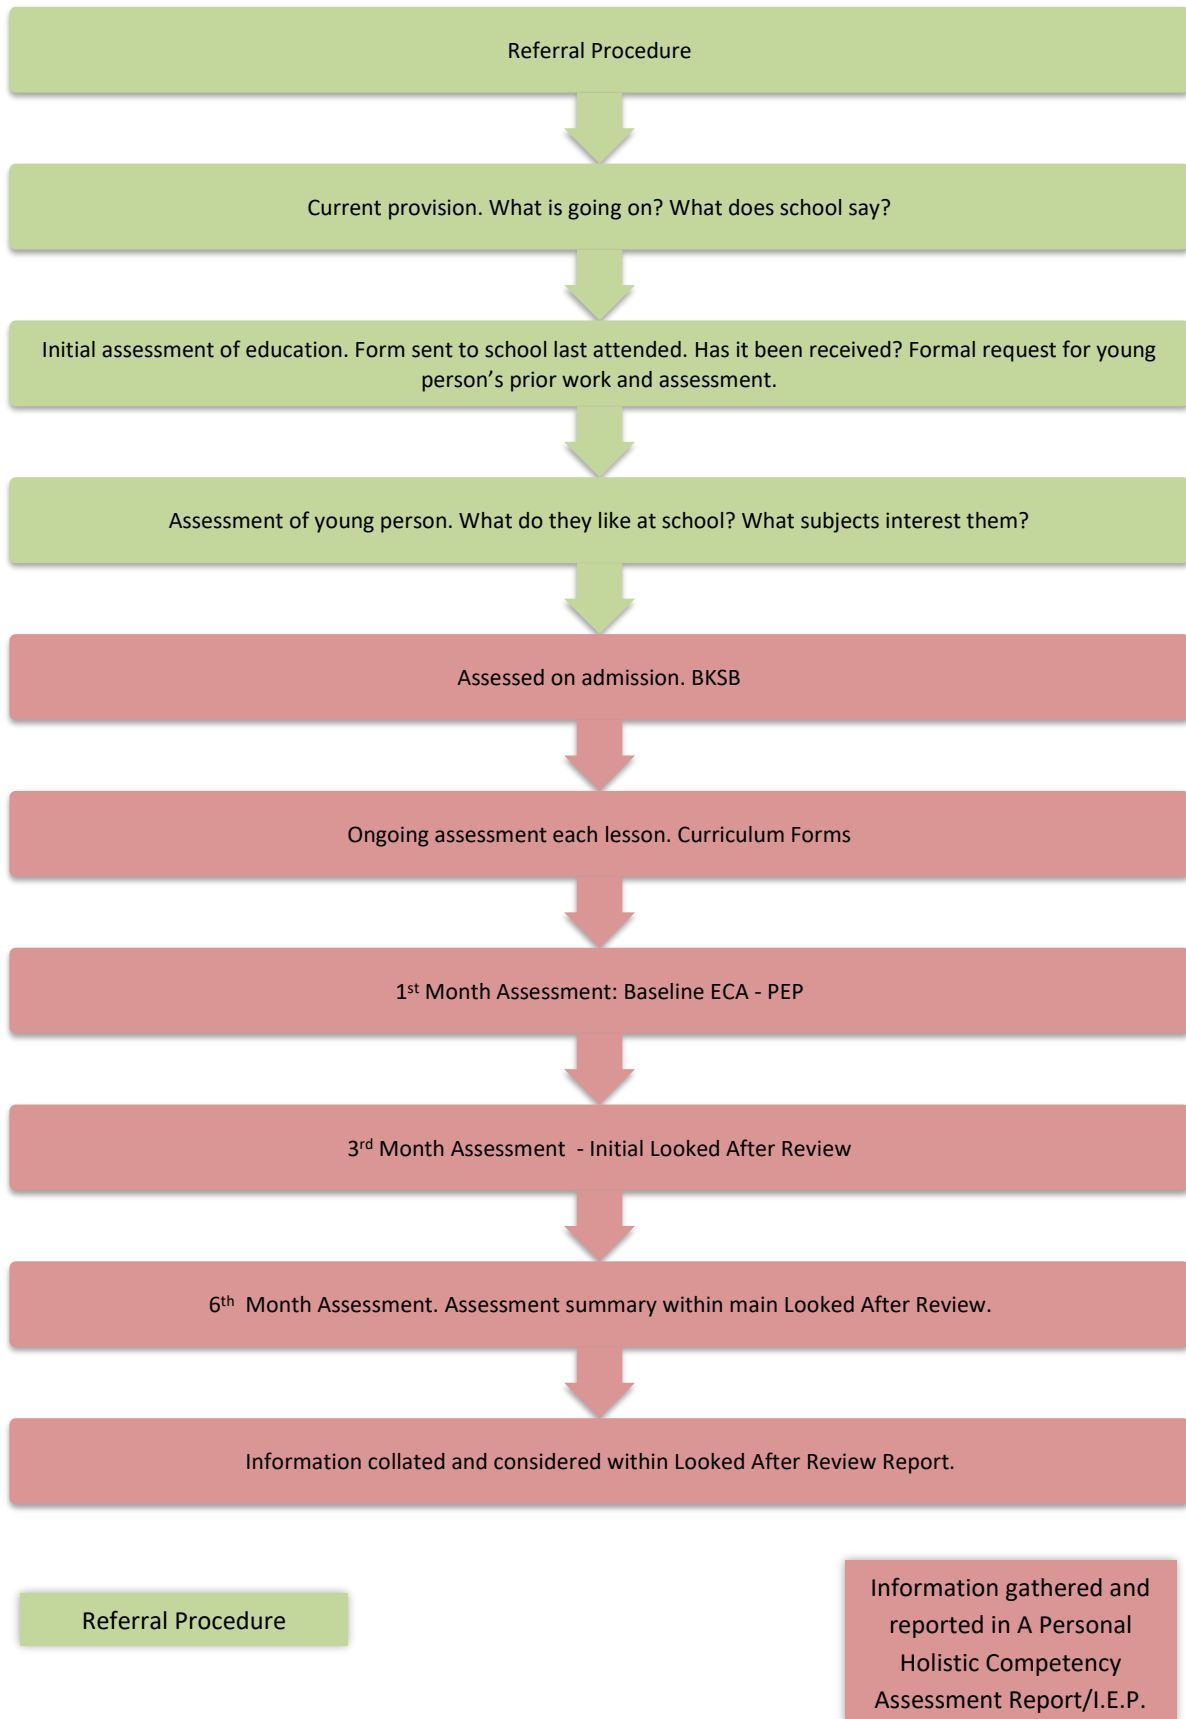 Referral Procedure
Current provision. What is going on? What does school say?
Initial assessment of education. Form sent to school last attended. Has it been received? Formal request for young
person’s prior work and assessment.
Assessment of young person. What do they like at school? What subjects interest them?
Assessed on admission. BKSB
Ongoing assessment each lesson. Curriculum Forms
1st Month Assessment: Baseline ECA - PEP
3rd Month Assessment  - Initial Looked After Review
6th  Month Assessment. Assessment summary within main Looked After Review.
Information collated and considered within Looked After Review Report.
Referral Procedure
Information gathered and
reported in A Personal
Holistic Competency
Assessment Report/I.E.P.